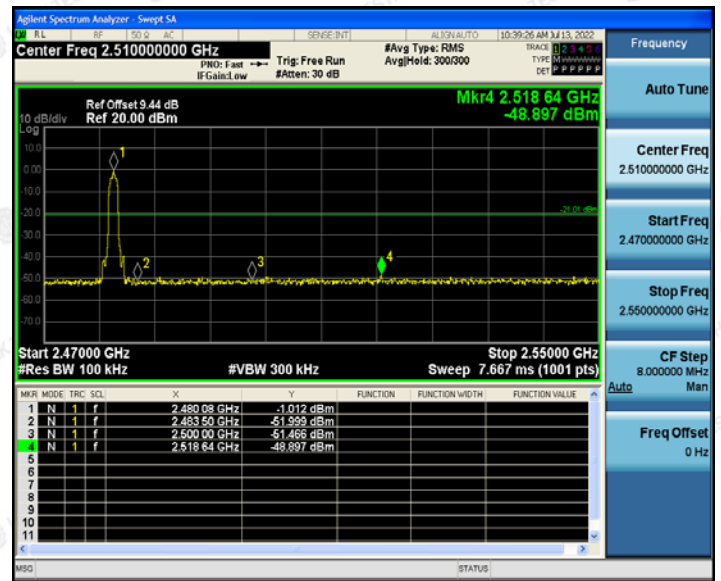 Agilent Spectrum Analyzer - Swept SA
RL RF 50 Ω AC SENSE:INT ALIGNAUTO 10:39:26 AM Jul 13, 2022
Center Freq 2.510000000 GHz
PNO: Fast
IFGain:Low
Trig: Free Run
#Atten: 30 dB
#Avg Type: RMS
Avg|Hold: 300/300
TRACE 1 2 3 4 5 6
TYPE M W W W W W
DET P P P P P P
Ref Offset 9.44 dB
10 dB/div Ref 20.00 dBm
Log
Mkr4 2.518 64 GHz
-48.897 dBm
10.0
0.00
-10.0
-20.0
-30.0
-40.0
-50.0
-60.0
-70.0
1
2
3
4
-21.01 dBm
Start 2.47000 GHz Stop 2.55000 GHz
#Res BW 100 kHz #VBW 300 kHz Sweep 7.667 ms (1001 pts)
MKR MODE TRC SCL X Y FUNCTION FUNCTION WIDTH FUNCTION VALUE
1 N 1 f 2.480 08 GHz -1.012 dBm
2 N 1 f 2.483 50 GHz -51.999 dBm
3 N 1 f 2.500 00 GHz -51.466 dBm
4 N 1 f 2.518 64 GHz -48.897 dBm
5
6
7
8
9
10
11
MSG STATUS
Frequency
Auto Tune
Center Freq
2.510000000 GHz
Start Freq
2.470000000 GHz
Stop Freq
2.550000000 GHz
CF Step
8.000000 MHz
Auto Man
Freq Offset
0 Hz